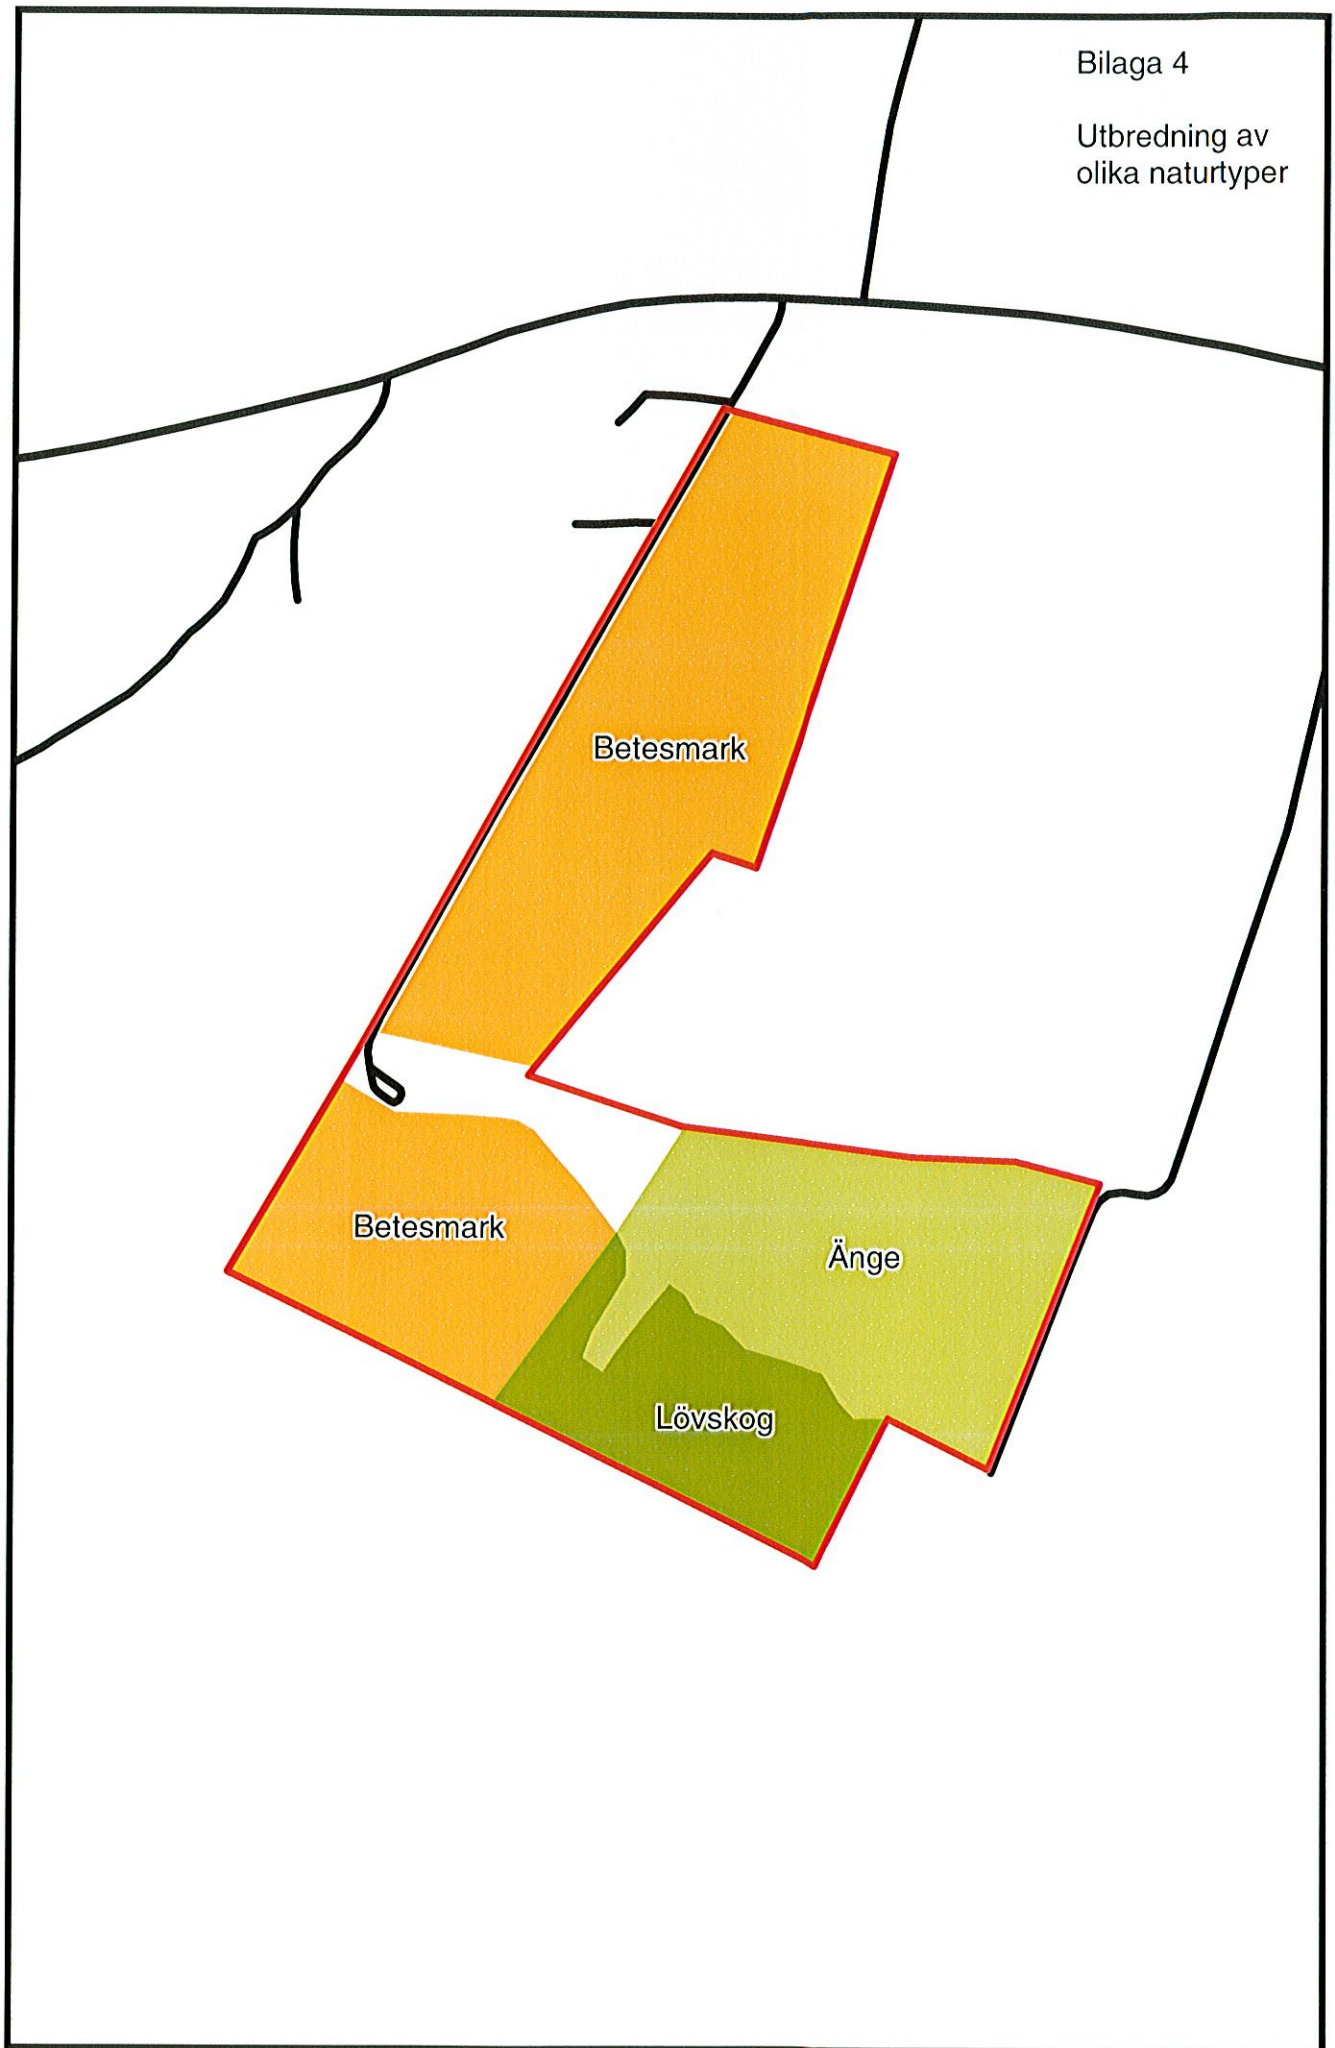 Bilaga 4
Utbredning av
olika naturtyper
Betesmark
Betesmark
Änge
Lövskog